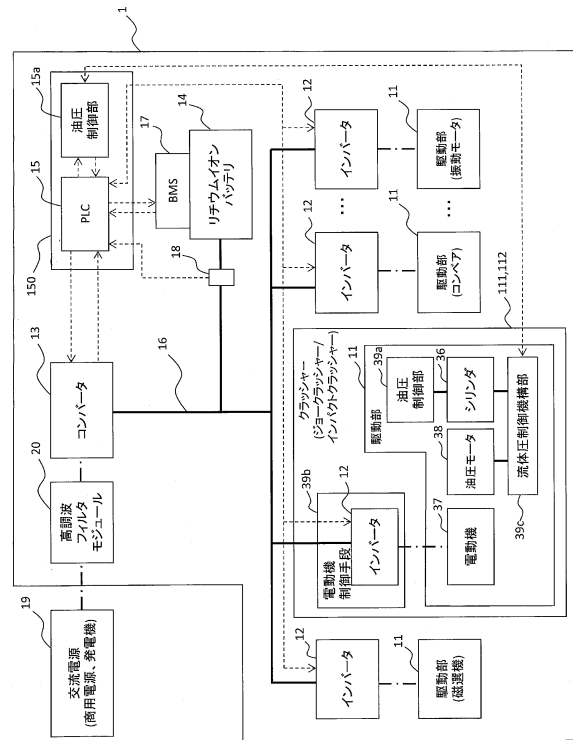 1
19
交流電源
(商用電源、発電機)
20
高調波
フィルタ
モジュール
13
コンバータ
150
15
PLC
15a
油圧
制御部
16
17
BMS
14
リチウムイオン
バッテリ
18
12
インバータ
11
駆動部
(磁選機)
クラッシャー
(ジョークラッシャー/
インパクトクラッシャー)
111,112
39b
電動機
制御手段
12
インバータ
37
電動機
11
駆動部
39a
油圧
制御部
36
シリンダ
38
油圧モータ
39c
流体圧制御機構部
12
インバータ
11
駆動部
(コンベア)
…
…
12
インバータ
11
駆動部
(振動モータ)